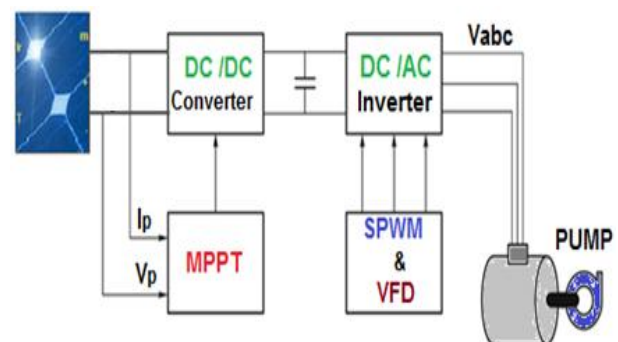 DC /DC
Converter
DC /AC
Inverter
Vabc
Ip
Vp
MPPT
SPWM
&
VFD
PUMP
m
T